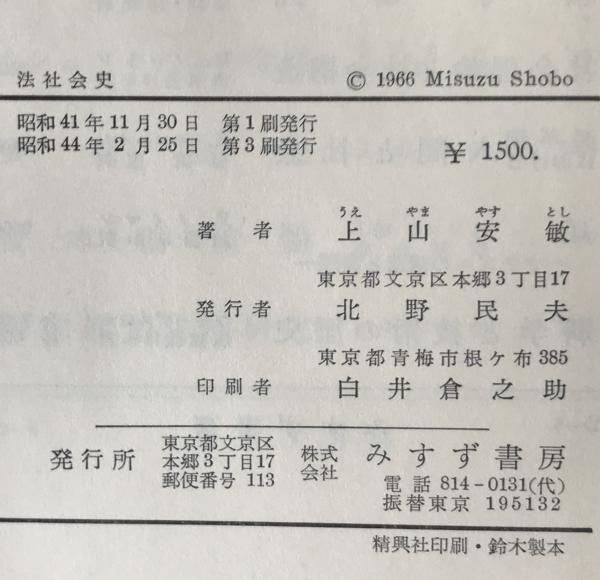 法社会史 © 1966 Misuzu Shobo
昭和41年11月30日 第1刷発行
昭和44年2月25日 第3刷発行
¥ 1500.
うえ やま やす とし
著者 上山安敏
東京都文京区本郷3丁目17
発行者 北野民夫
東京都青梅市根ケ布385
印刷者 白井倉之助
発行所 東京都文京区本郷3丁目17郵便番号 113 株式会社 みすず書房
電話 814-0131(代)
振替東京 195132
精興社印刷・鈴木製本